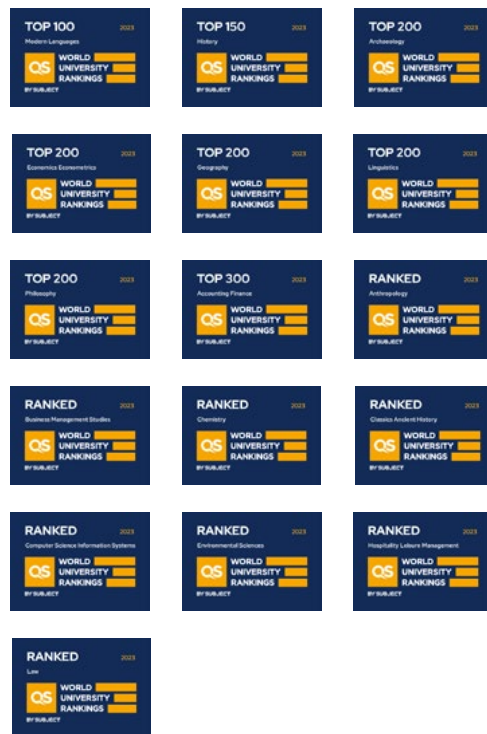 TOP 100 2023
Modern Languages
QS WORLD
UNIVERSITY
RANKINGS
BY SUBJECT
TOP 150 2023
History
QS WORLD
UNIVERSITY
RANKINGS
BY SUBJECT
TOP 200 2023
Archaeology
QS WORLD
UNIVERSITY
RANKINGS
BY SUBJECT
TOP 200 2023
Economics Econometrics
QS WORLD
UNIVERSITY
RANKINGS
BY SUBJECT
TOP 200 2023
Geography
QS WORLD
UNIVERSITY
RANKINGS
BY SUBJECT
TOP 200 2023
Linguistics
QS WORLD
UNIVERSITY
RANKINGS
BY SUBJECT
TOP 200 2023
Philosophy
QS WORLD
UNIVERSITY
RANKINGS
BY SUBJECT
TOP 300 2023
Accounting Finance
QS WORLD
UNIVERSITY
RANKINGS
BY SUBJECT
RANKED 2023
Anthropology
QS WORLD
UNIVERSITY
RANKINGS
BY SUBJECT
RANKED 2023
Business Management Studies
QS WORLD
UNIVERSITY
RANKINGS
BY SUBJECT
RANKED 2023
Chemistry
QS WORLD
UNIVERSITY
RANKINGS
BY SUBJECT
RANKED 2023
Classics Ancient History
QS WORLD
UNIVERSITY
RANKINGS
BY SUBJECT
RANKED 2023
Computer Science Information Systems
QS WORLD
UNIVERSITY
RANKINGS
BY SUBJECT
RANKED 2023
Environmental Sciences
QS WORLD
UNIVERSITY
RANKINGS
BY SUBJECT
RANKED 2023
Hospitality Leisure Management
QS WORLD
UNIVERSITY
RANKINGS
BY SUBJECT
RANKED 2023
Law
QS WORLD
UNIVERSITY
RANKINGS
BY SUBJECT